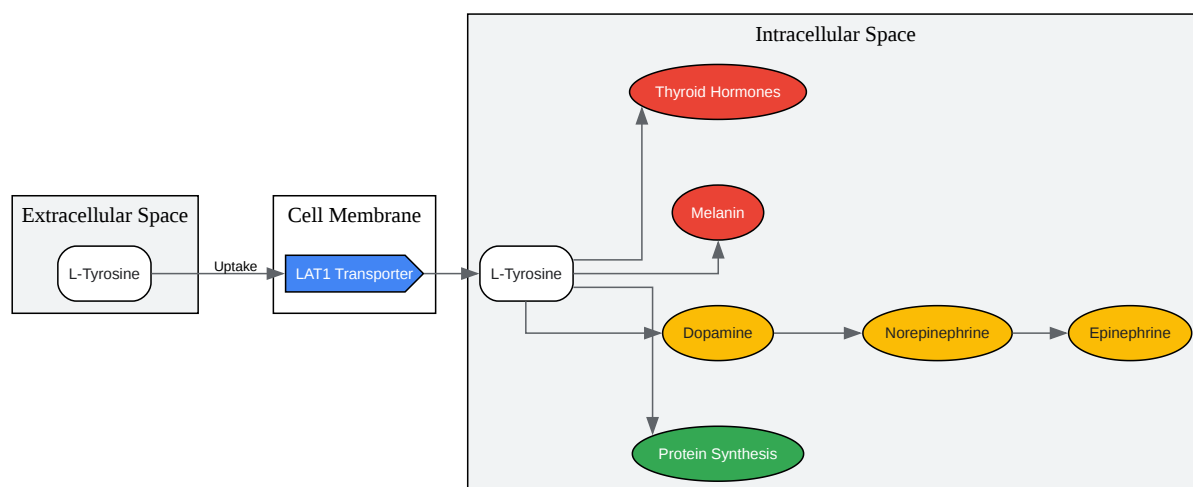 Intracellular Space
Thyroid Hormones
Melanin
Extracellular Space
Cell Membrane
L-Tyrosine
Uptake
LAT1 Transporter
L-Tyrosine
Dopamine
Norepinephrine
Epinephrine
Protein Synthesis